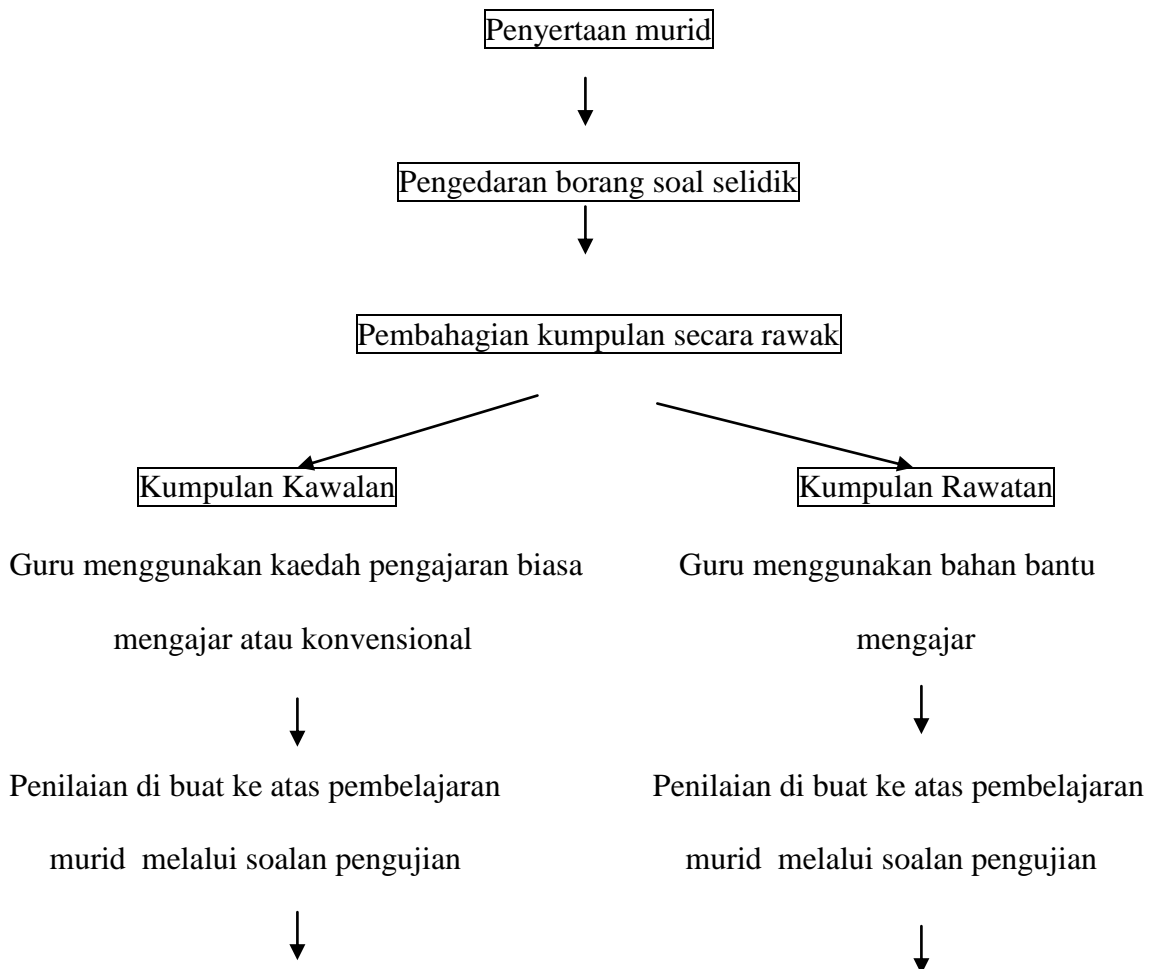 Penyertaan murid
Pengedaran borang soal selidik
Pembahagian kumpulan secara rawak
Kumpulan Kawalan
Kumpulan Rawatan
Guru menggunakan kaedah pengajaran biasa
mengajar atau konvensional
Guru menggunakan bahan bantu
mengajar
Penilaian di buat ke atas pembelajaran
murid  melalui soalan pengujian
Penilaian di buat ke atas pembelajaran
murid  melalui soalan pengujian